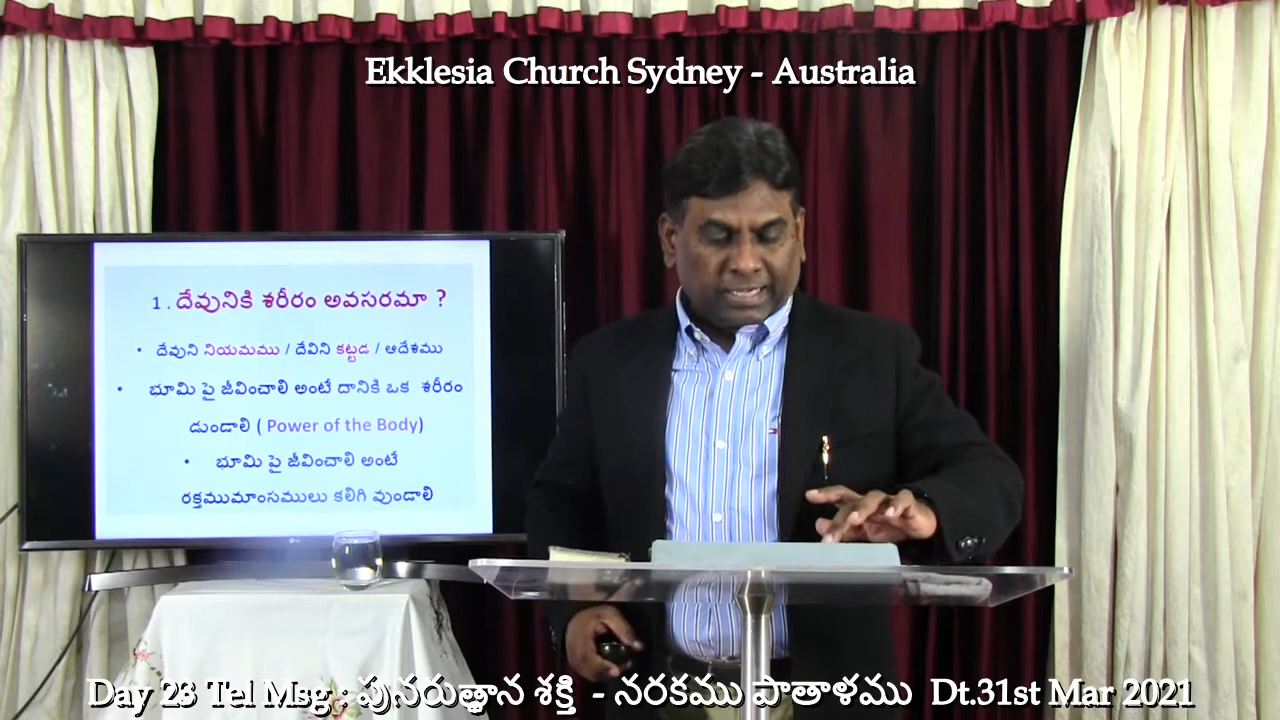 Ekklesia Church Sydney - Australia
1 . దేవునికి శరీరం అవసరమా ?
• దేవుని నియమము / దేవిని కట్టడ / ఆదేశము
• భూమి పై జీవించాలి అంటే దానికి ఒక శరీరం
డుండాలి ( Power of the Body)
• భూమి పై జీవించాలి అంటే
రక్తముమాంసములు కలిగి వుండాలి
Day 23 Tel Msg : పునరుత్థాన శక్తి - నరకము పాతాళము Dt.31st Mar 2021